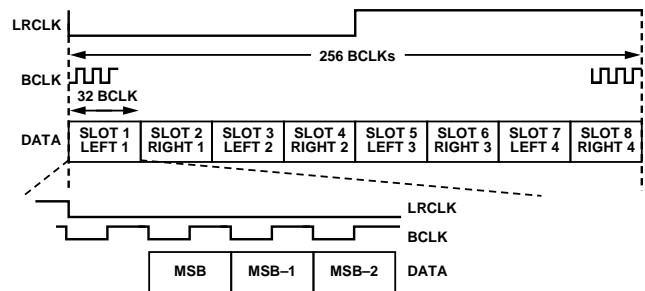 LRCLK
256 BCLKs
BCLK
32 BCLK
DATA
SLOT 1 LEFT 1
SLOT 2 RIGHT 1
SLOT 3 LEFT 2
SLOT 4 RIGHT 2
SLOT 5 LEFT 3
SLOT 6 RIGHT 3
SLOT 7 LEFT 4
SLOT 8 RIGHT 4
LRCLK
BCLK
MSB
MSB–1
MSB–2
DATA